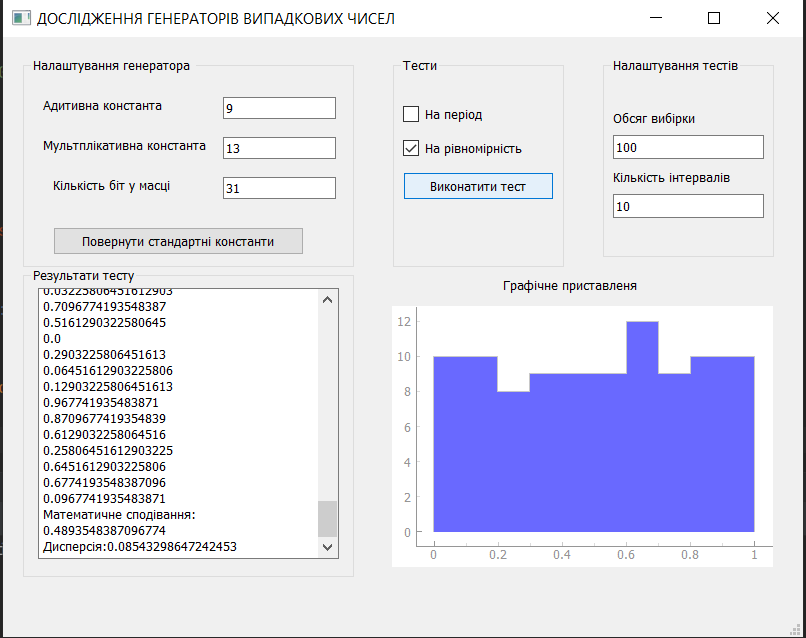 ДОСЛІДЖЕННЯ ГЕНЕРАТОРІВ ВИПАДКОВИХ ЧИСЕЛ
Налаштування генератора
Адитивна константа
9
Мультплікативна константа
13
Кількість біт у масці
31
Повернути стандартні константи
Тести
На період
На рівномірність
Виконатити тест
Налаштування тестів
Обсяг вибірки
100
Кількість інтервалів
10
Результати тесту
0.03225806451612903
0.7096774193548387
0.5161290322580645
0.0
0.2903225806451613
0.06451612903225806
0.12903225806451613
0.967741935483871
0.8709677419354839
0.6129032258064516
0.25806451612903225
0.6451612903225806
0.6774193548387096
0.0967741935483871
Математичне сподівання:
0.4893548387096774
Дисперсія:0.08543298647242453
Графічне приставленя
12
10
8
6
4
2
0
0 0.2 0.4 0.6 0.8 1